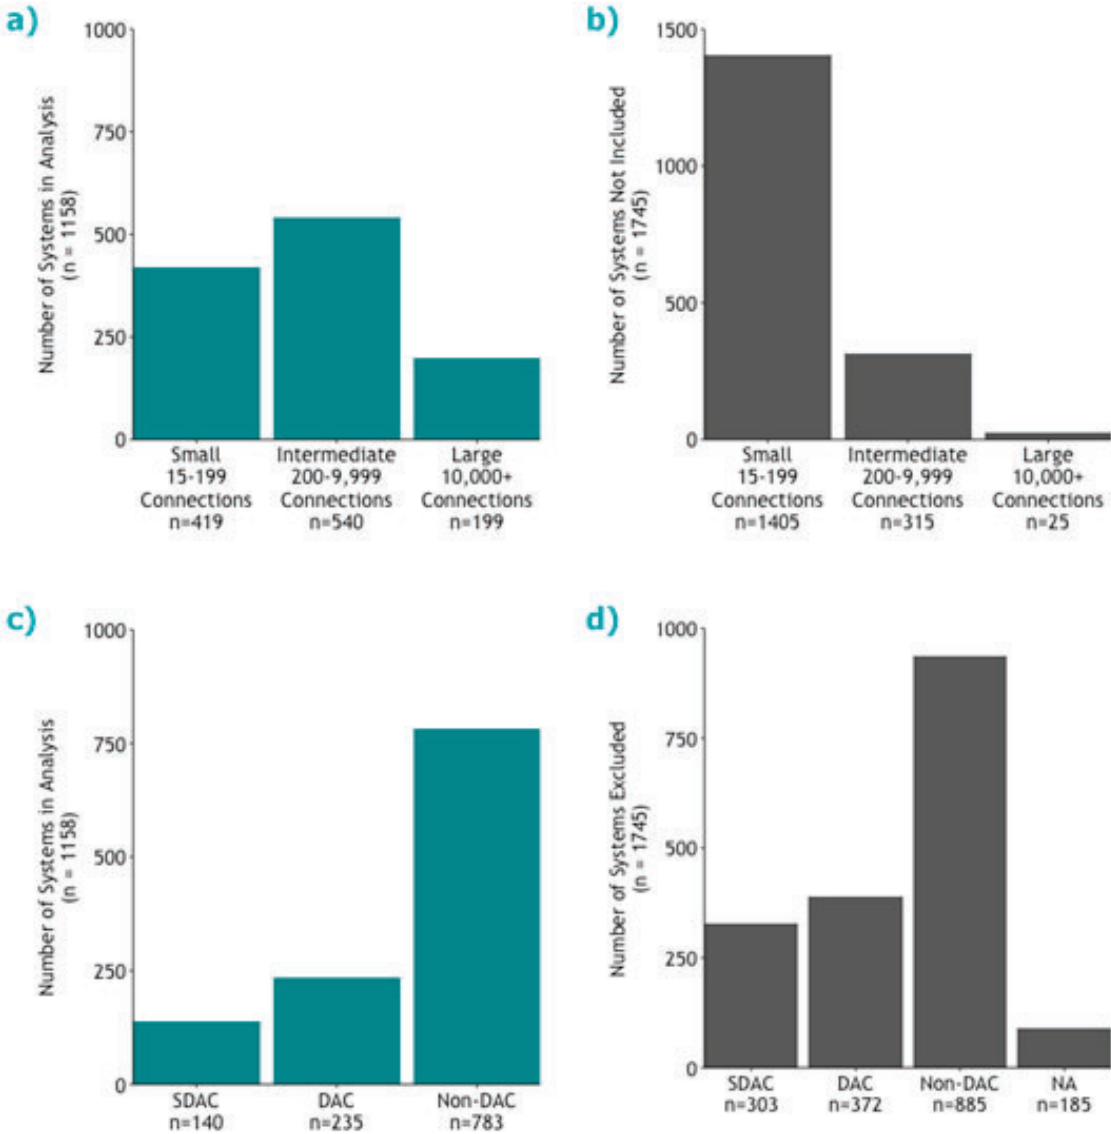 a)
Number of Systems in Analysis
(n = 1158)
1000
750
500
250
0
Small
15-199
Connections
n=419
Intermediate
200-9,999
Connections
n=540
Large
10,000+
Connections
n=199
b)
Number of Systems Not Included
(n = 1745)
1500
1000
500
0
Small
15-199
Connections
n=1405
Intermediate
200-9,999
Connections
n=315
Large
10,000+
Connections
n=25
c)
Number of Systems in Analysis
(n = 1158)
1000
750
500
250
0
SDAC
n=140
DAC
n=235
Non-DAC
n=783
d)
Number of Systems Excluded
(n = 1745)
1000
750
500
250
0
SDAC
n=303
DAC
n=372
Non-DAC
n=885
NA
n=185